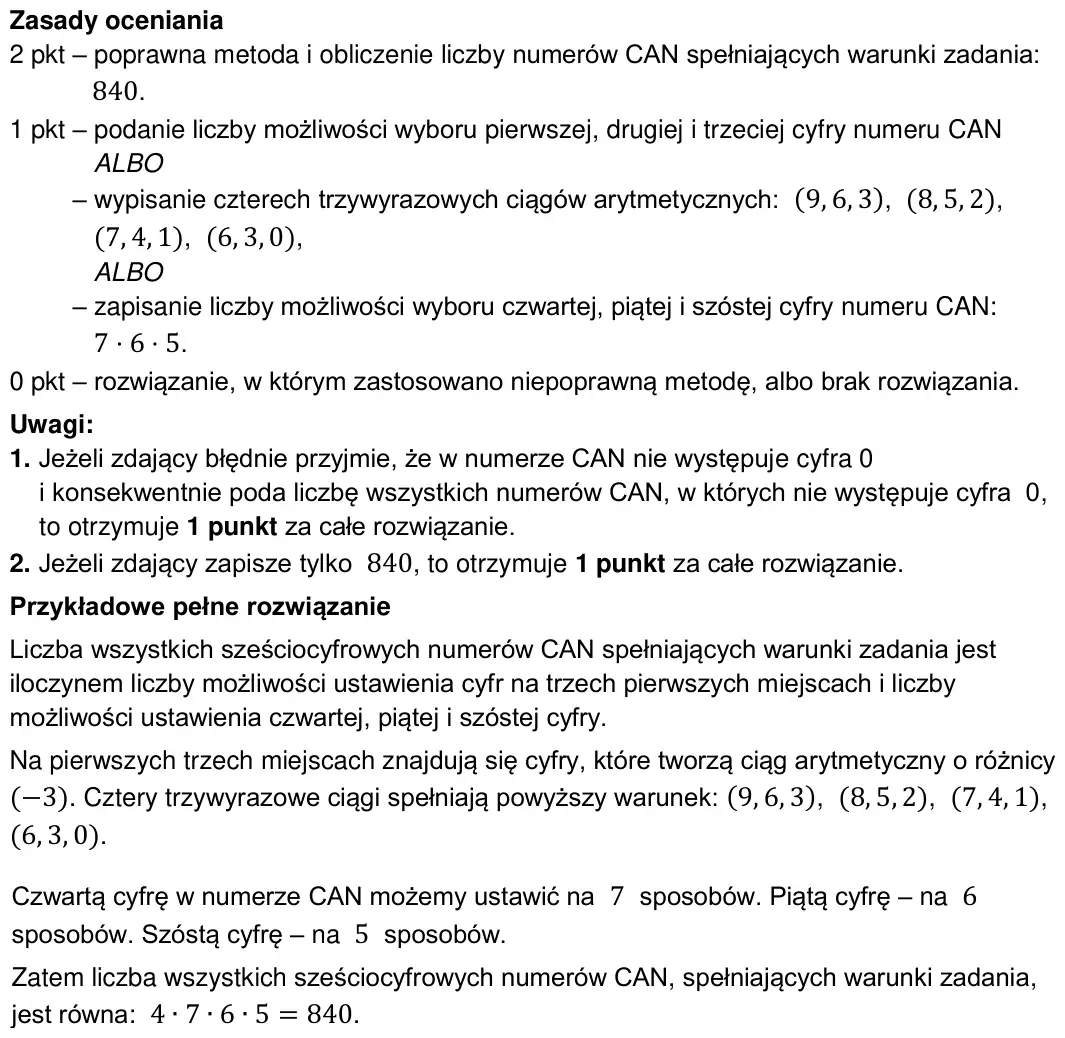 Zasady oceniania
2 pkt – poprawna metoda i obliczenie liczby numerów CAN spełniających warunki zadania:
840.
1 pkt – podanie liczby możliwości wyboru pierwszej, drugiej i trzeciej cyfry numeru CAN
ALBO
– wypisanie czterech trzywyrazowych ciągów arytmetycznych: (9, 6, 3), (8, 5, 2),
(7, 4, 1), (6, 3, 0),
ALBO
– zapisanie liczby możliwości wyboru czwartej, piątej i szóstej cyfry numeru CAN:
7 · 6 · 5.
0 pkt – rozwiązanie, w którym zastosowano niepoprawną metodę, albo brak rozwiązania.
Uwagi:
1. Jeżeli zdający błędnie przyjmie, że w numerze CAN nie występuje cyfra 0
i konsekwentnie poda liczbę wszystkich numerów CAN, w których nie występuje cyfra 0,
to otrzymuje 1 punkt za całe rozwiązanie.
2. Jeżeli zdający zapisze tylko 840, to otrzymuje 1 punkt za całe rozwiązanie.
Przykładowe pełne rozwiązanie
Liczba wszystkich sześciocyfrowych numerów CAN spełniających warunki zadania jest
iloczynem liczby możliwości ustawienia cyfr na trzech pierwszych miejscach i liczby
możliwości ustawienia czwartej, piątej i szóstej cyfry.
Na pierwszych trzech miejscach znajdują się cyfry, które tworzą ciąg arytmetyczny o różnicy
(−3). Cztery trzywyrazowe ciągi spełniają powyższy warunek: (9, 6, 3), (8, 5, 2), (7, 4, 1),
(6, 3, 0).
Czwartą cyfrę w numerze CAN możemy ustawić na 7 sposobów. Piątą cyfrę – na 6
sposobów. Szóstą cyfrę – na 5 sposobów.
Zatem liczba wszystkich sześciocyfrowych numerów CAN, spełniających warunki zadania,
jest równa: 4 · 7 · 6 · 5 = 840.